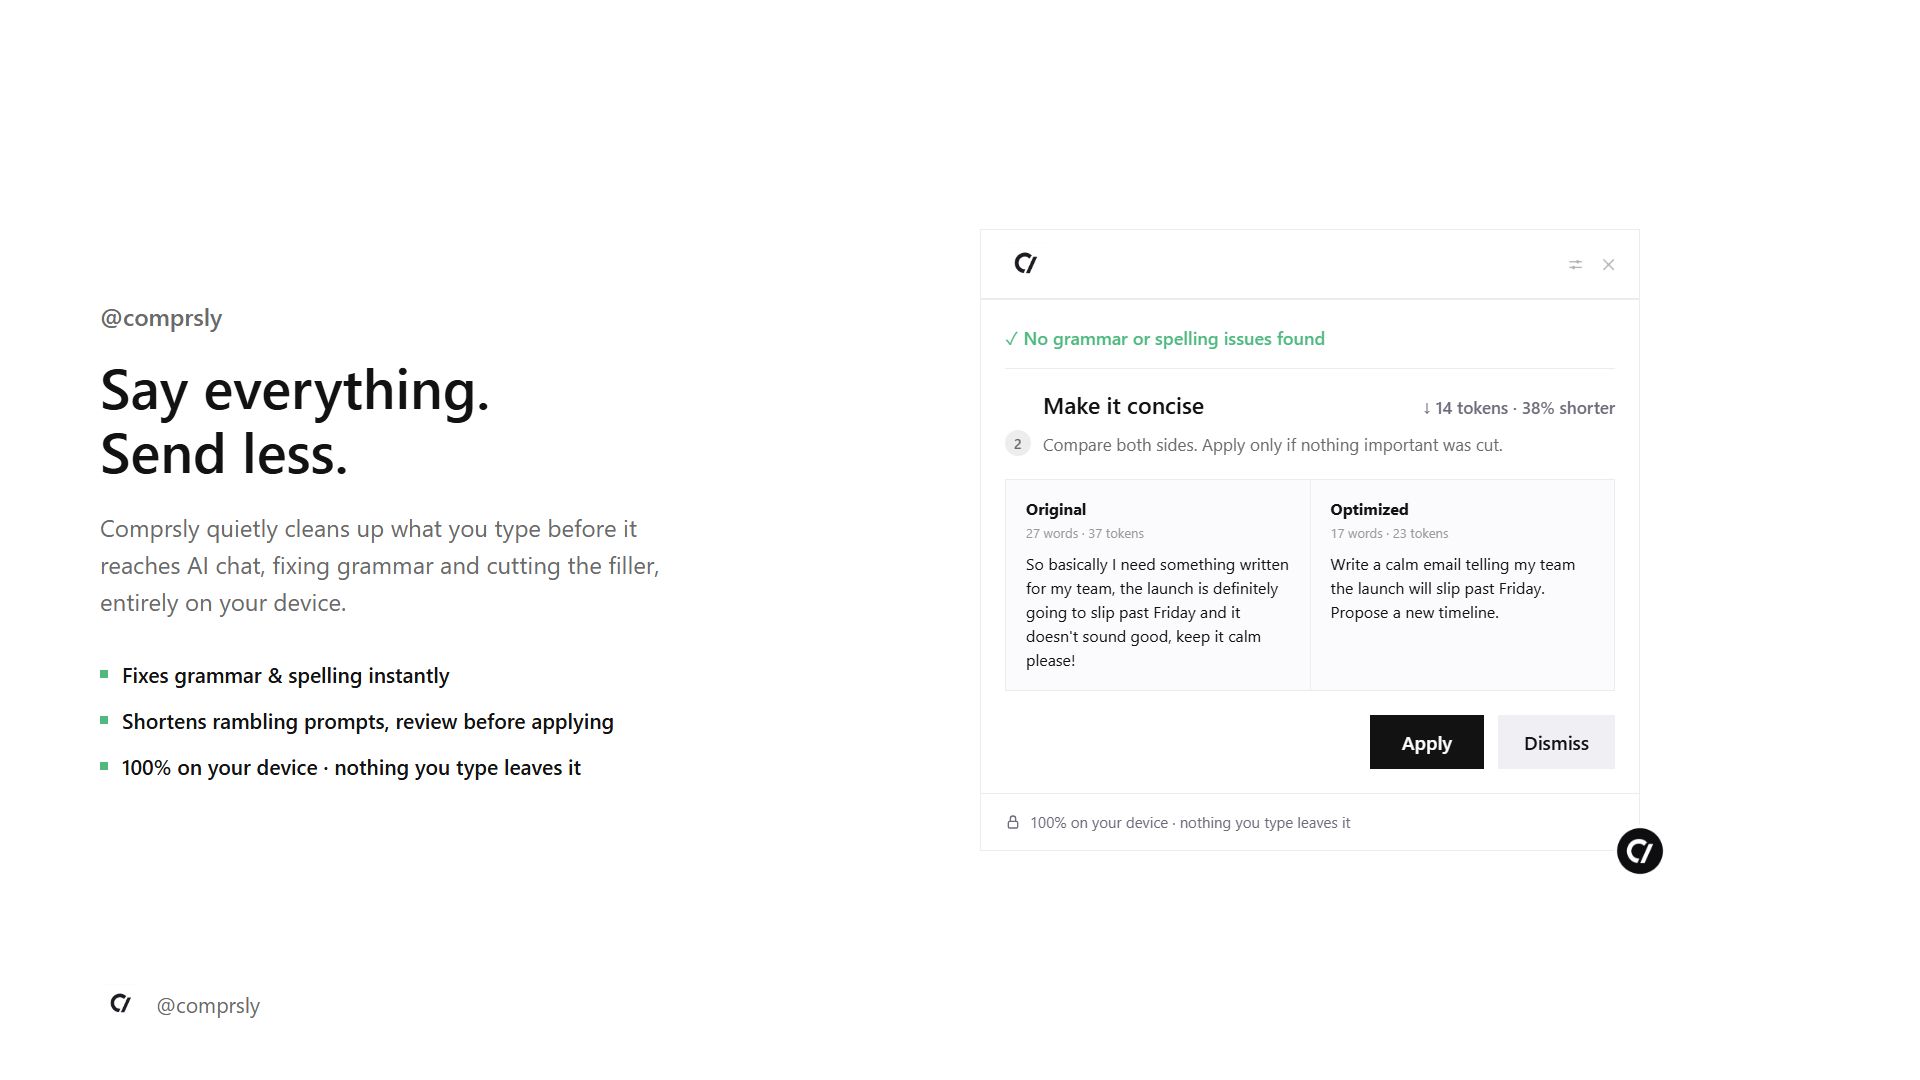 @comprsly
Say everything.
Send less.
Comprsly quietly cleans up what you type before it
reaches AI chat, fixing grammar and cutting the filler,
entirely on your device.
Fixes grammar & spelling instantly
Shortens rambling prompts, review before applying
100% on your device · nothing you type leaves it
@comprsly
✓ No grammar or spelling issues found
Make it concise
↓ 14 tokens · 38% shorter
2
Compare both sides. Apply only if nothing important was cut.
Original
27 words · 37 tokens
So basically I need something written
for my team, the launch is definitely
going to slip past Friday and it
doesn't sound good, keep it calm
please!
Optimized
17 words · 23 tokens
Write a calm email telling my team
the launch will slip past Friday.
Propose a new timeline.
Apply
Dismiss
100% on your device · nothing you type leaves it